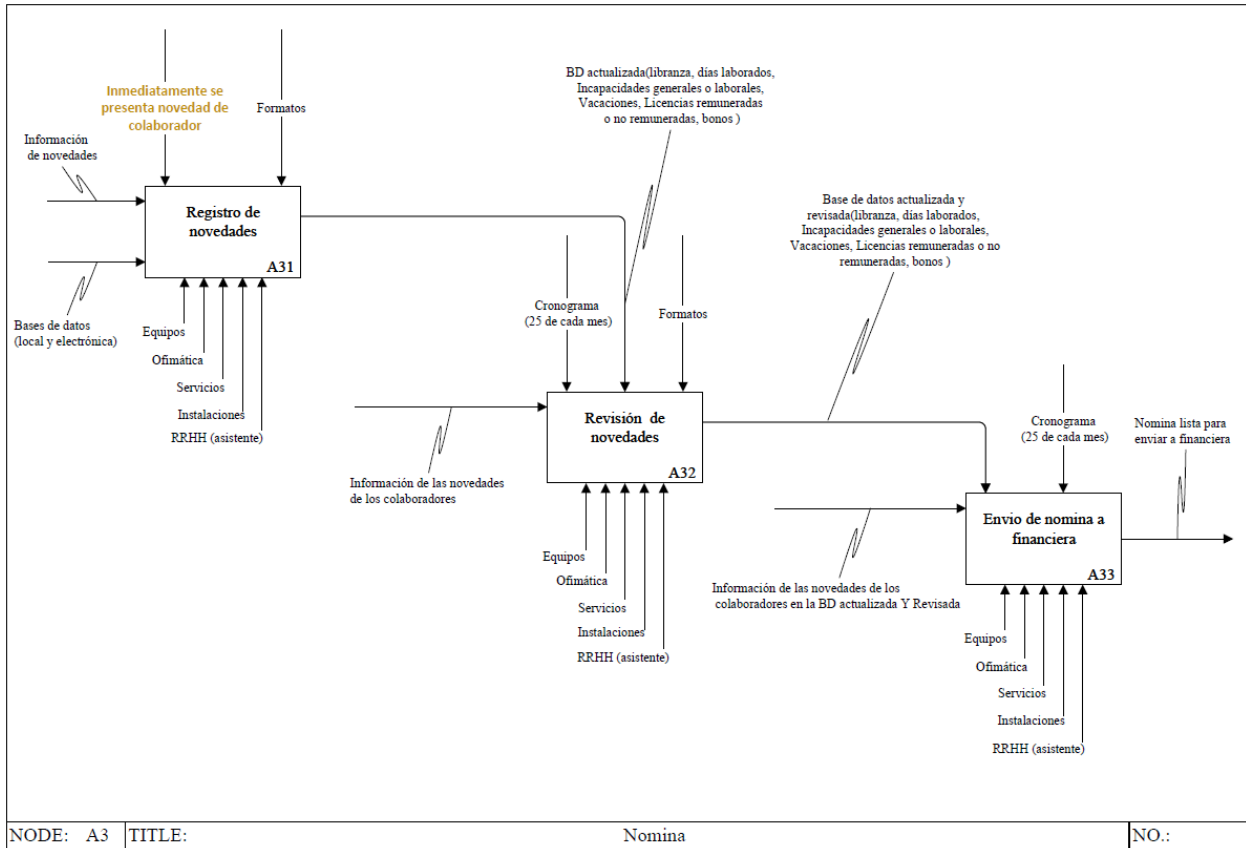 Inmediatamente se
presenta novedad de
colaborador
Formatos
Información
de novedades
Registro de
novedades
A31
Bases de datos
(local y electrónica)
Equipos
Ofimática
Servicios
Instalaciones
RRHH (asistente)
BD actualizada(libranza, días laborados,
Incapacidades generales o laborales,
Vacaciones, Licencias remuneradas
o no remuneradas, bonos )
Cronograma
(25 de cada mes)
Formatos
Revisión de
novedades
A32
Información de las novedades
de los colaboradores
Equipos
Ofimática
Servicios
Instalaciones
RRHH (asistente)
Base de datos actualizada y
revisada(libranza, días laborados,
Incapacidades generales o laborales,
Vacaciones, Licencias remuneradas o no
remuneradas, bonos )
Cronograma
(25 de cada mes)
Nomina lista para
enviar a financiera
Envio de nomina a
financiera
A33
Información de las novedades de los
colaboradores en la BD actualizada Y Revisada
Equipos
Ofimática
Servicios
Instalaciones
RRHH (asistente)
NODE: A3 TITLE: Nomina NO.: